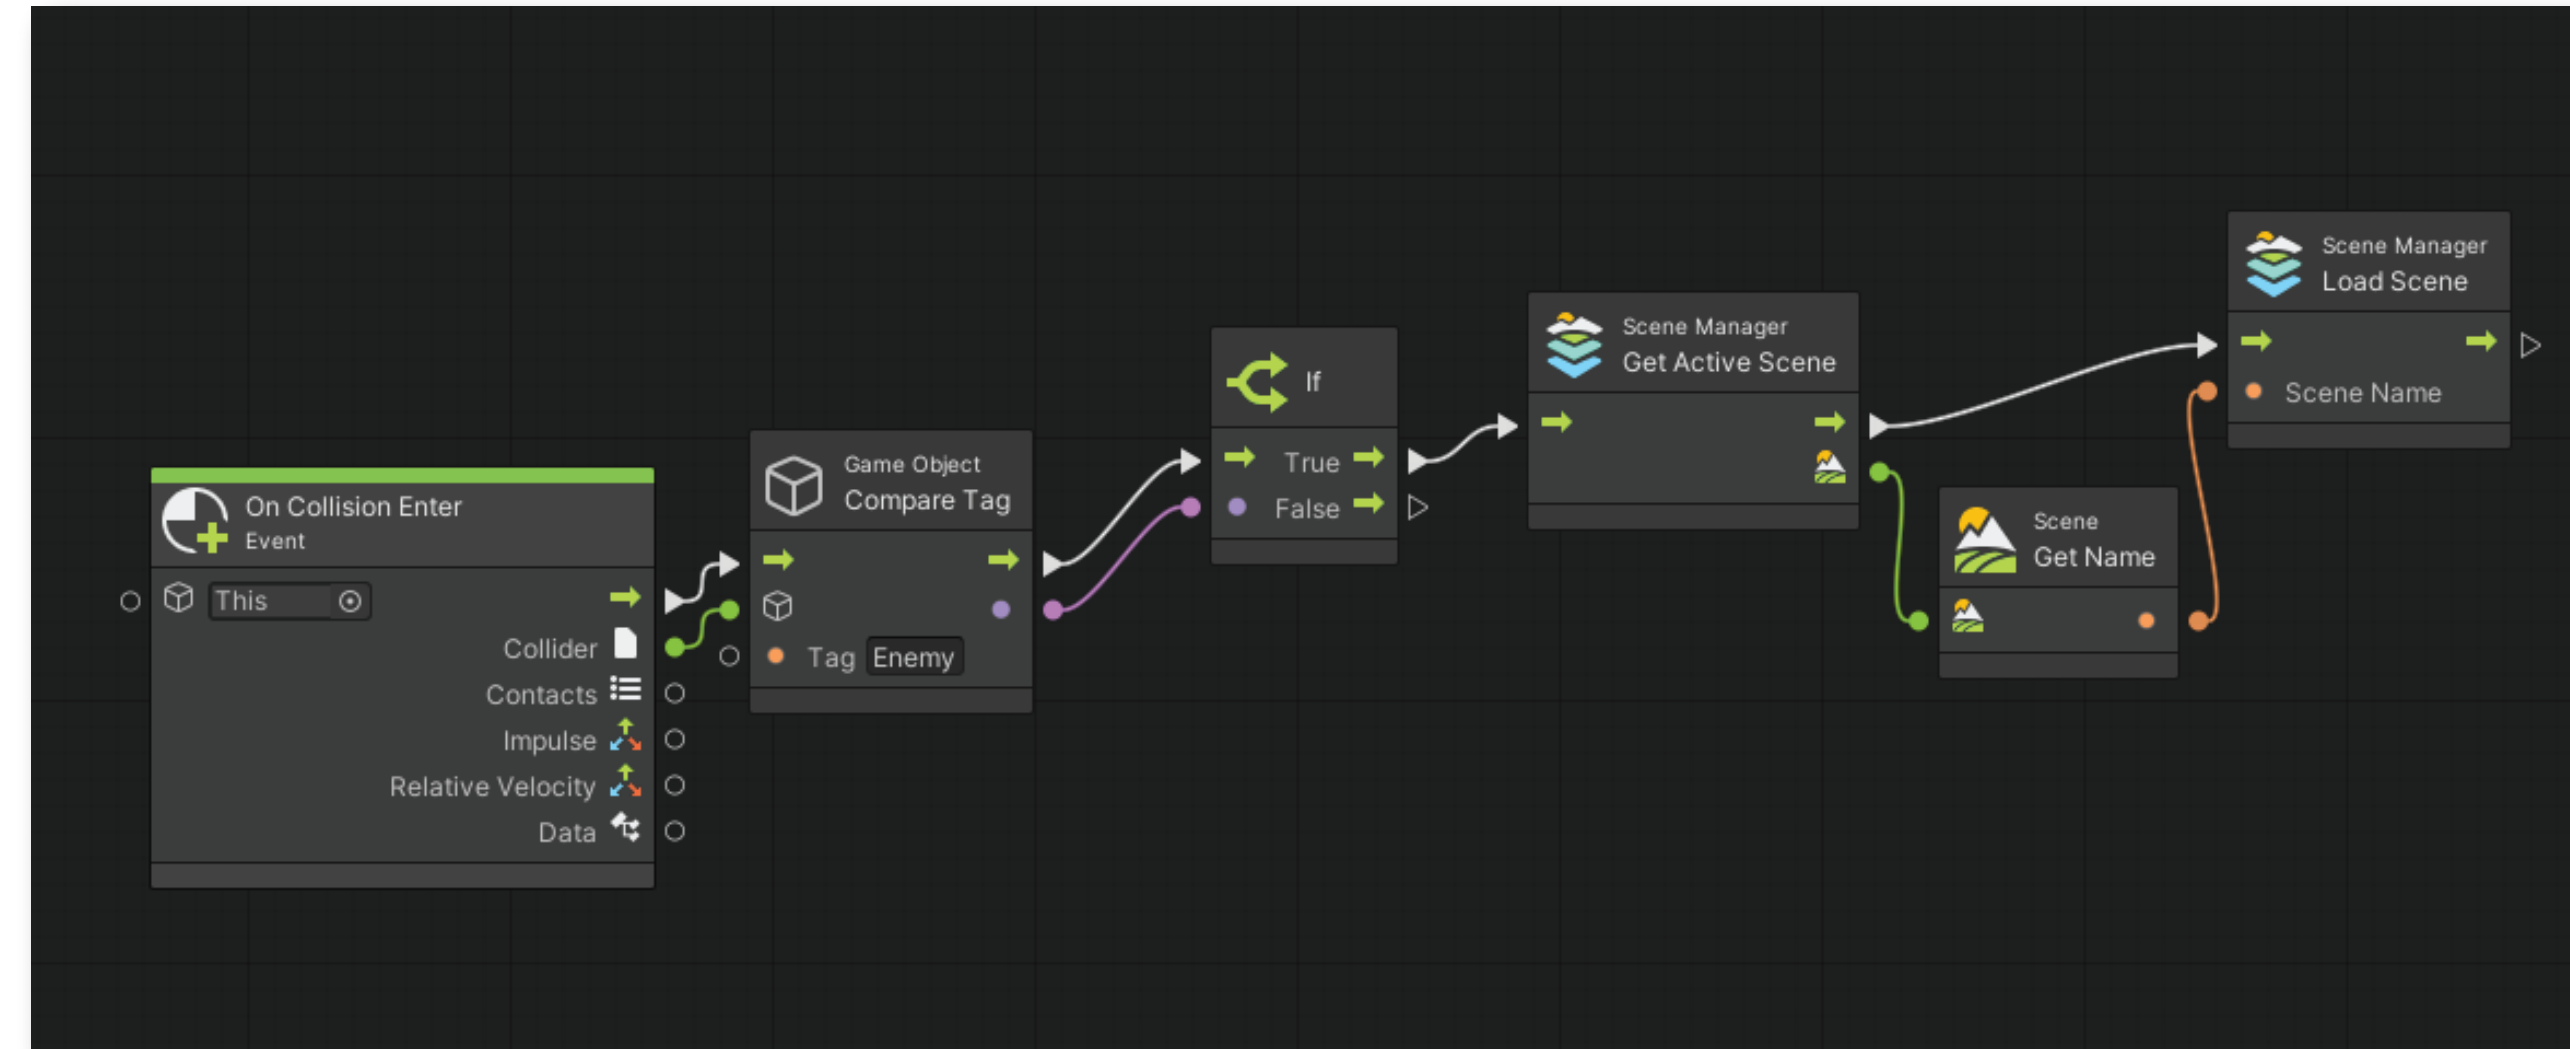 On Collision Enter
Event
This
Collider
Contacts
Impulse
Relative Velocity
Data
Game Object
Compare Tag
Tag Enemy
If
True
False
Scene Manager
Get Active Scene
Scene
Get Name
Scene Manager
Load Scene
Scene Name